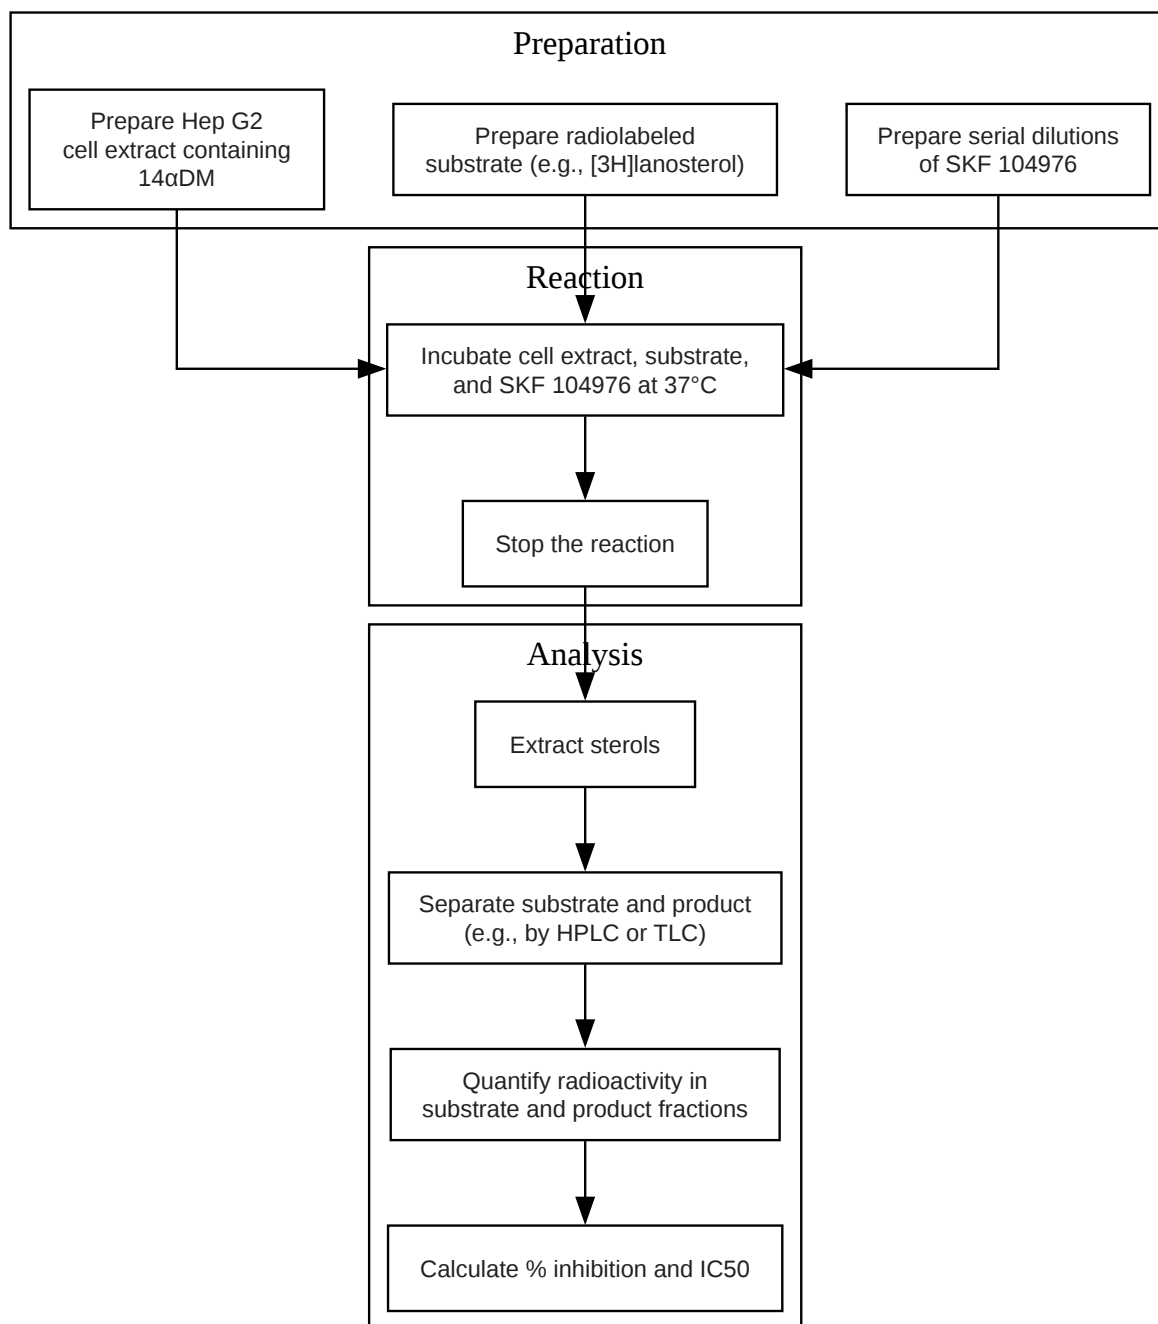 Preparation
Prepare Hep G2
cell extract containing
14αDM
Prepare radiolabeled
substrate (e.g., [3H]lanosterol)
Prepare serial dilutions
of SKF 104976
Reaction
Incubate cell extract, substrate,
and SKF 104976 at 37°C
Stop the reaction
Analysis
Extract sterols
Separate substrate and product
(e.g., by HPLC or TLC)
Quantify radioactivity in
substrate and product fractions
Calculate % inhibition and IC50